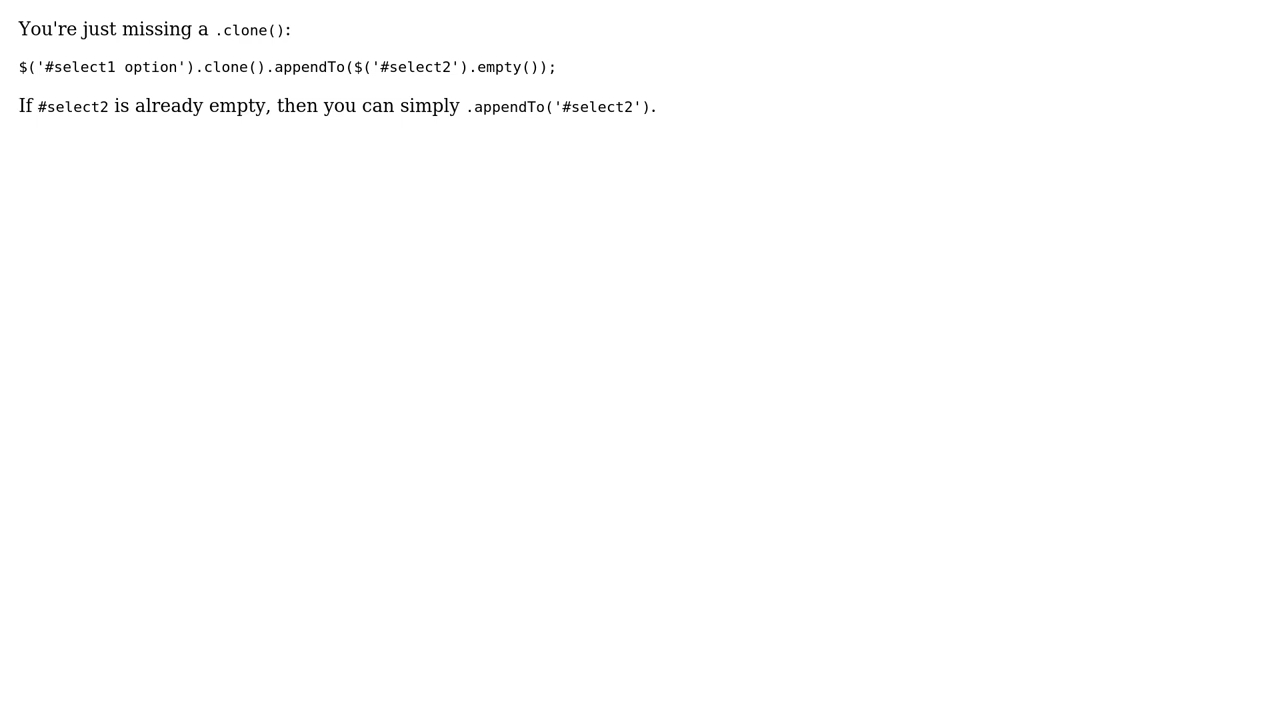 You're just missing a .clone():
$('#select1 option').clone().appendTo($('#select2').empty());
If #select2 is already empty, then you can simply .appendTo('#select2').